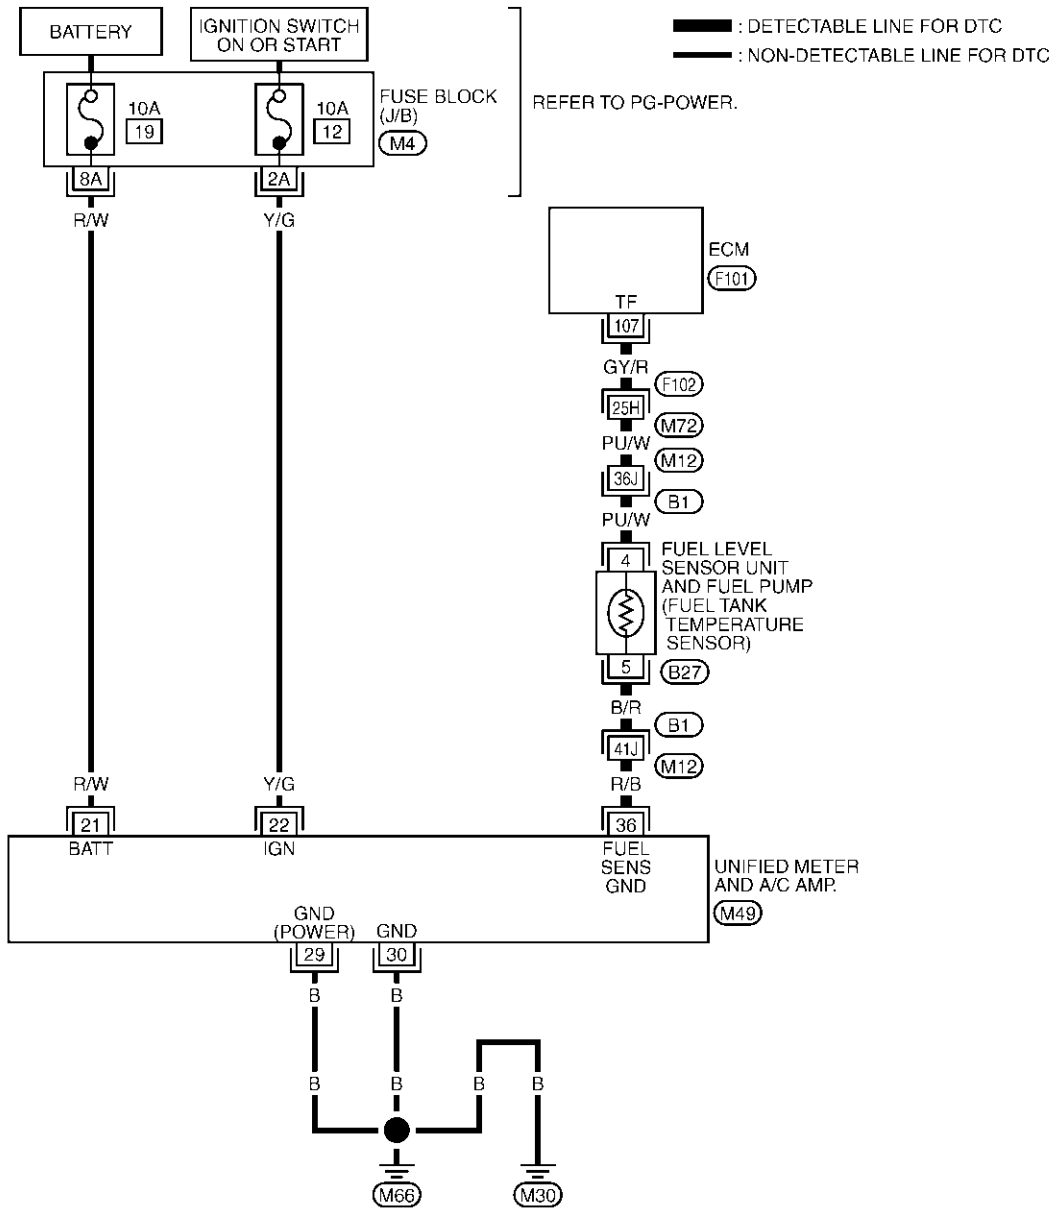 BATTERY
IGNITION SWITCH
ON OR START
: DETECTABLE LINE FOR DTC
: NON-DETECTABLE LINE FOR DTC
10A
19
10A
12
FUSE BLOCK
(J/B)
M4
REFER TO PG-POWER.
8A
2A
R/W
Y/G
ECM
F101
TF
107
GY/R
F102
25H
M72
PU/W
M12
36J
B1
PU/W
4
FUEL LEVEL
SENSOR UNIT
AND FUEL PUMP
(FUEL TANK
TEMPERATURE
SENSOR)
5
B27
B/R
B1
41J
M12
R/W
Y/G
R/B
21
22
36
BATT
IGN
FUEL
SENS
GND
UNIFIED METER
AND A/C AMP.
M49
GND
(POWER)
GND
29
30
B
B
B
B
B
B
M66
M30